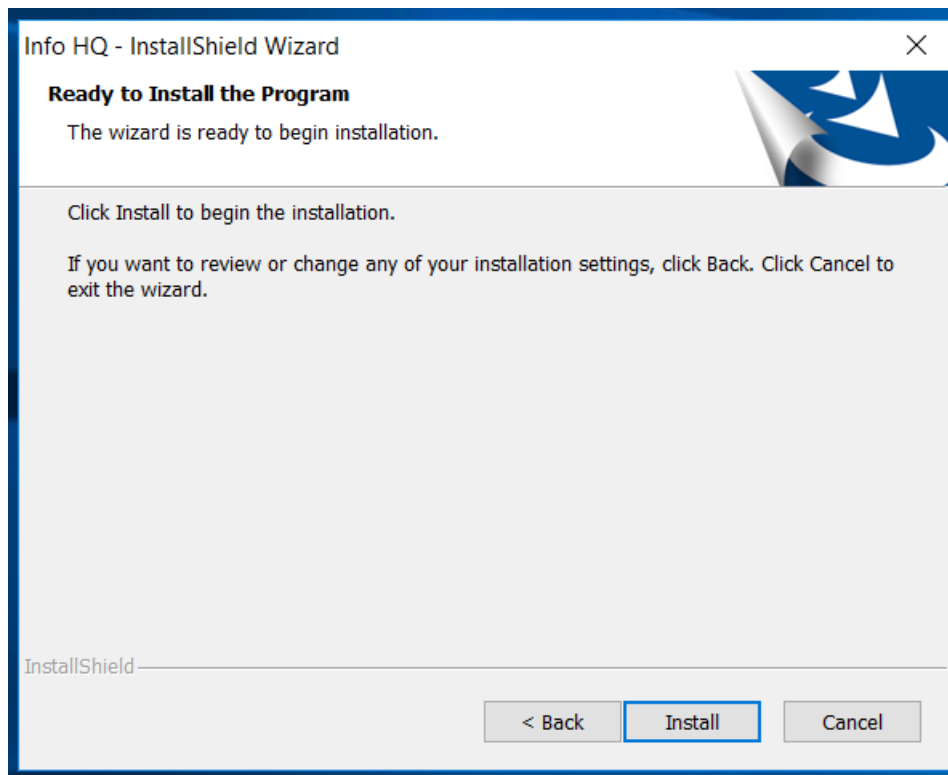 Info HQ - InstallShield Wizard
Ready to Install the Program
The wizard is ready to begin installation.
Click Install to begin the installation.
If you want to review or change any of your installation settings, click Back. Click Cancel to
exit the wizard.
InstallShield
< Back
Install
Cancel